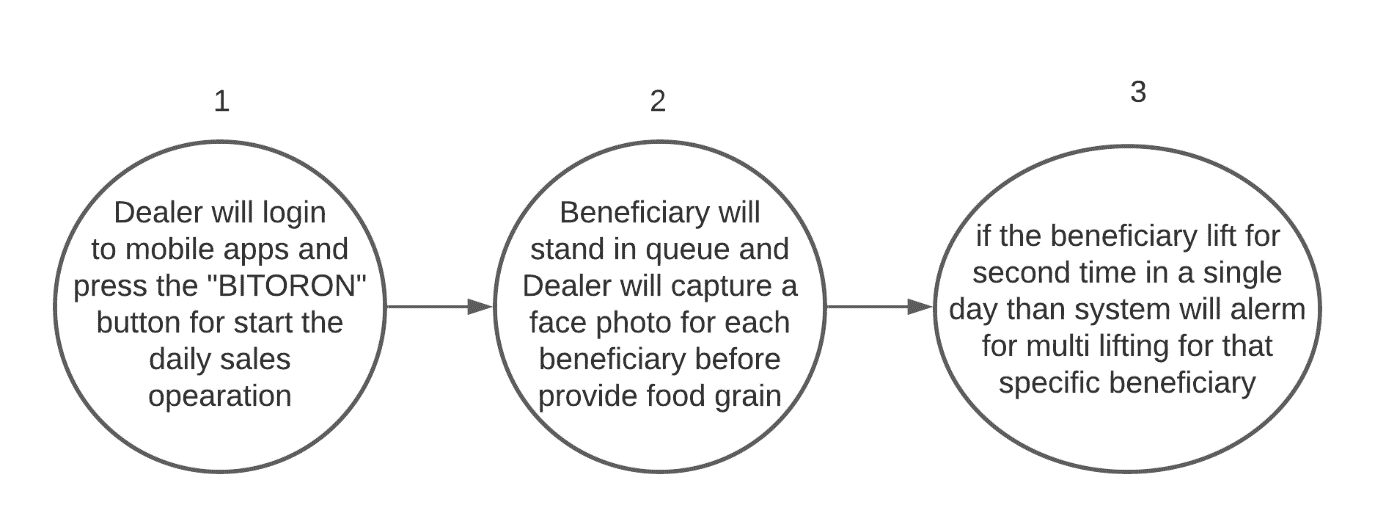 1
Dealer will login
to mobile apps and
press the "BITORON"
button for start the
daily sales
opearation
2
Beneficiary will
stand in queue and
Dealer will capture a
face photo for each
beneficiary before
provide food grain
3
if the beneficiary lift for
second time in a single
day than system will alerm
for multi lifting for that
specific beneficiary